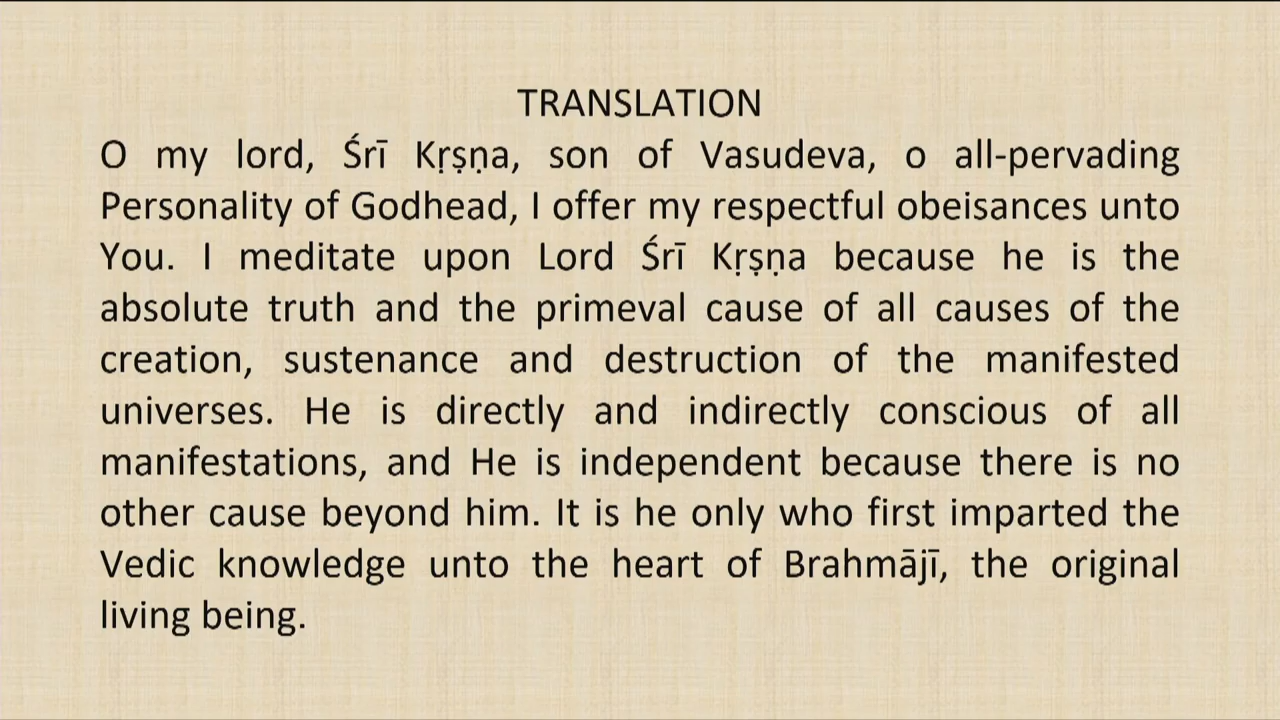 TRANSLATION
O my lord, Śrī Kṛṣṇa, son of Vasudeva, o all-pervading
Personality of Godhead, I offer my respectful obeisances unto
You. I meditate upon Lord Śrī Kṛṣṇa because he is the
absolute truth and the primeval cause of all causes of the
creation, sustenance and destruction of the manifested
universes. He is directly and indirectly conscious of all
manifestations, and He is independent because there is no
other cause beyond him. It is he only who first imparted the
Vedic knowledge unto the heart of Brahmājī, the original
living being.